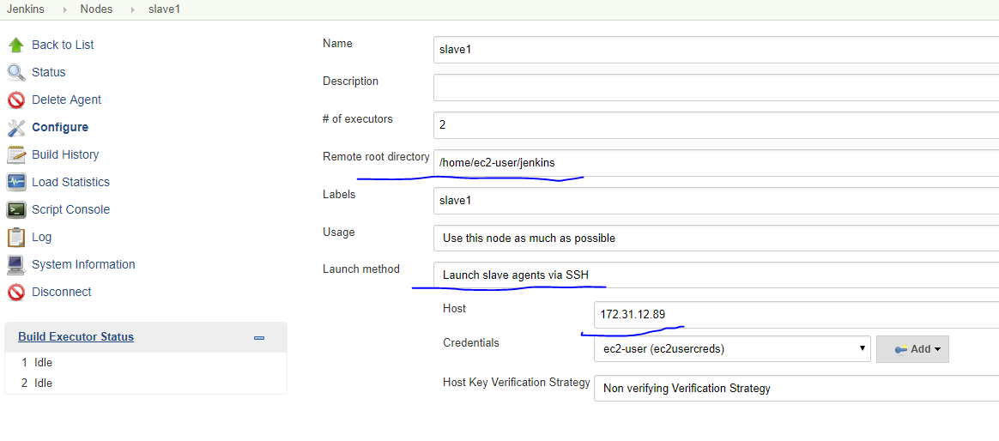 Jenkins Nodes slave1
Back to List
Status
Delete Agent
Configure
Build History
Load Statistics
Script Console
Log
System Information
Disconnect
Build Executor Status
1 Idle
2 Idle
Name slave1
Description
# of executors 2
Remote root directory /home/ec2-user/jenkins
Labels slave1
Usage Use this node as much as possible
Launch method Launch slave agents via SSH
Host 172.31.12.89
Credentials ec2-user (ec2usercreds) Add
Host Key Verification Strategy Non verifying Verification Strategy